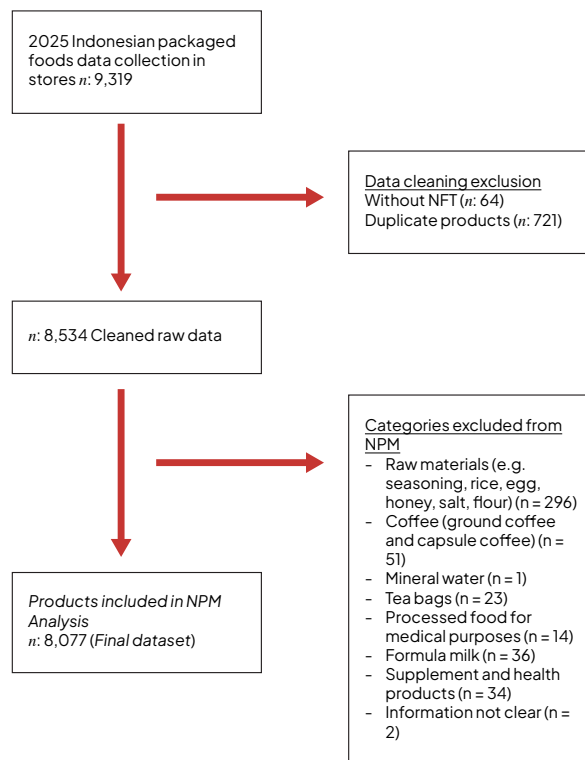 2025 Indonesian packaged
foods data collection in
stores n: 9,319
Data cleaning exclusion
Without NFT (n: 64)
Duplicate products (n: 721)
n: 8,534 Cleaned raw data
Categories excluded from
NPM
- Raw materials (e.g.
seasoning, rice, egg,
honey, salt, flour) (n = 296)
- Coffee (ground coffee
and capsule coffee) (n =
51)
- Mineral water (n = 1)
- Tea bags (n = 23)
- Processed food for
medical purposes (n = 14)
- Formula milk (n = 36)
- Supplement and health
products (n = 34)
- Information not clear (n =
2)
Products included in NPM
Analysis
n: 8,077 (Final dataset)